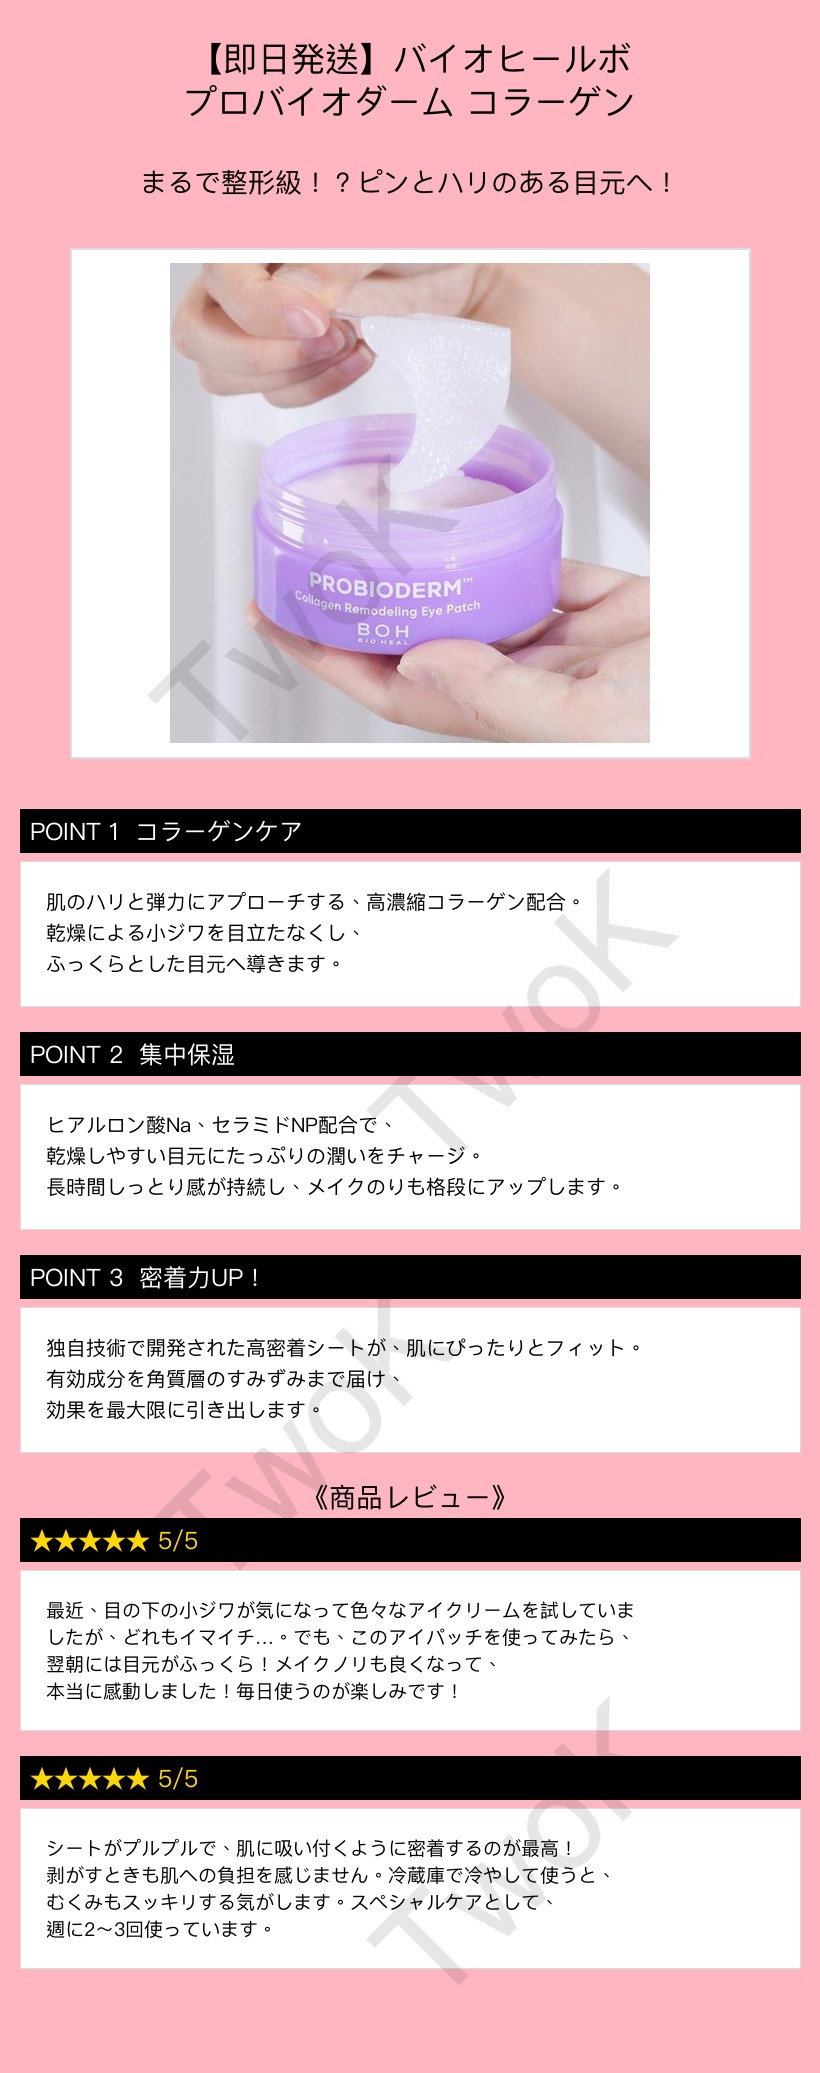 【即日発送】バイオヒールボ
プロバイオダーム コラーゲン
まるで整形級！？ピンとハリのある目元へ！
PROBIODERM™
Collagen Remodeling Eye Patch
BOH
BIO HEAL
TwoK
POINT 1 コラーゲンケア
肌のハリと弾力にアプローチする、高濃縮コラーゲン配合。
乾燥による小ジワを目立たなくし、
ふっくらとした目元へ導きます。
TwoK
POINT 2 集中保湿
ヒアルロン酸Na、セラミドNP配合で、
乾燥しやすい目元にたっぷりの潤いをチャージ。
長時間しっとり感が持続し、メイクのりも格段にアップします。
POINT 3 密着力UP！
独自技術で開発された高密着シートが、肌にぴったりとフィット。
有効成分を角質層のすみずみまで届け、
効果を最大限に引き出します。
TwoK
《商品レビュー》
★★★★★ 5/5
最近、目の下の小ジワが気になって色々なアイクリームを試していま
したが、どれもイマイチ…。でも、このアイパッチを使ってみたら、
翌朝には目元がふっくら！メイクノリも良くなって、
本当に感動しました！毎日使うのが楽しみです！
★★★★★ 5/5
シートがプルプルで、肌に吸い付くように密着するのが最高！
剥がすときも肌への負担を感じません。冷蔵庫で冷やして使うと、
むくみもスッキリする気がします。スペシャルケアとして、
週に2〜3回使っています。
TwoK